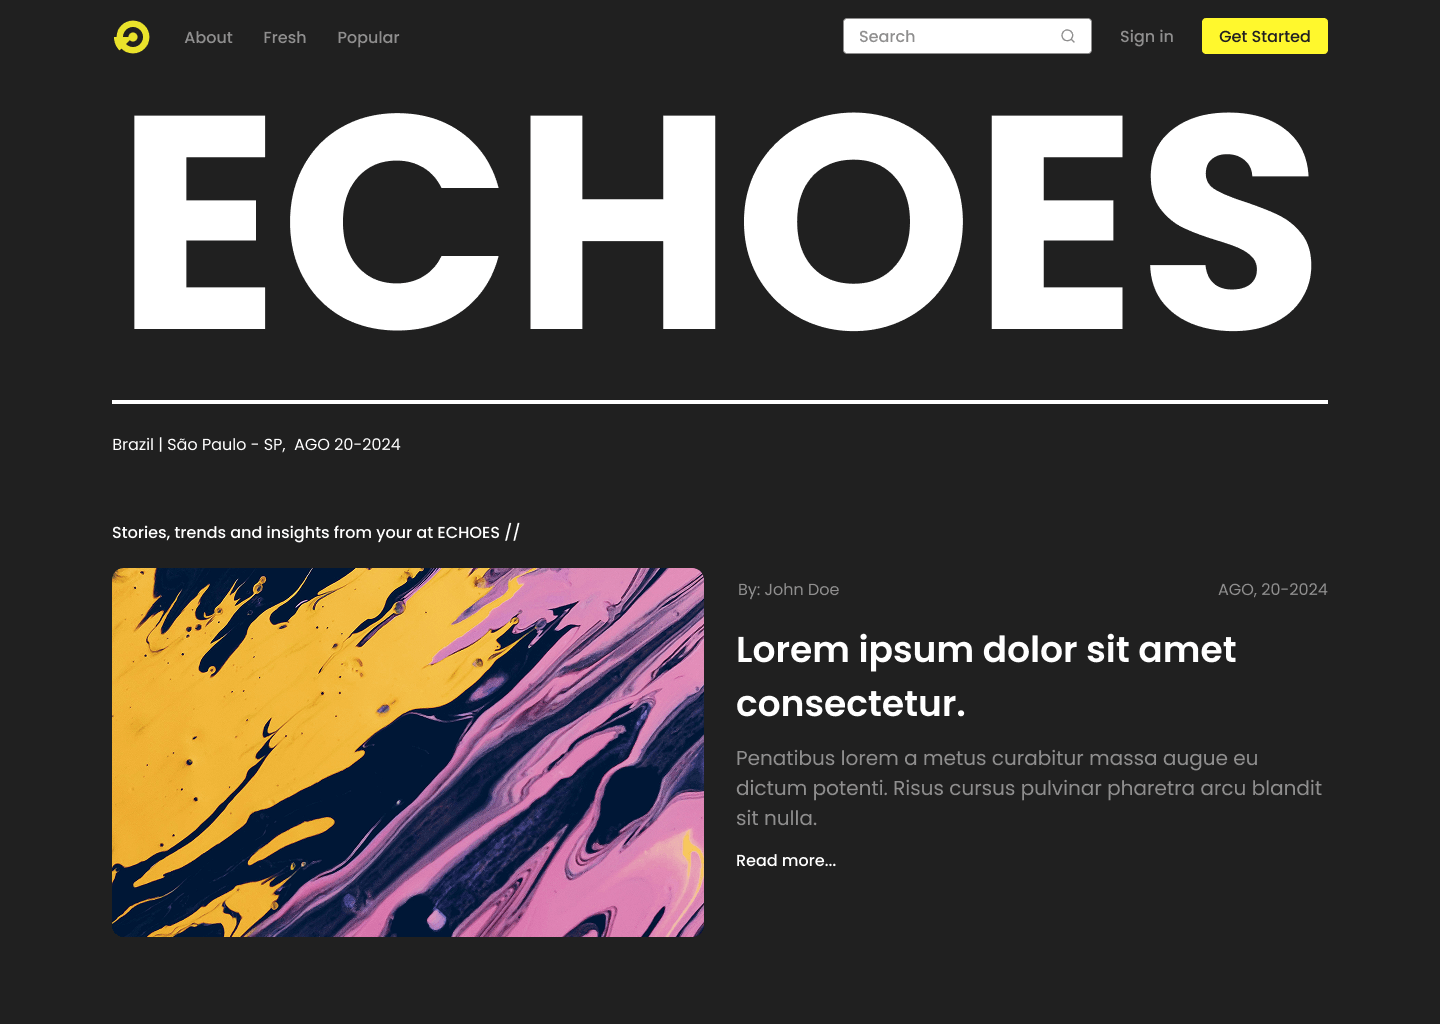 About Fresh Popular Search Sign in Get Started
ECHOES
Brazil | São Paulo - SP,  AGO 20-2024
Stories, trends and insights from your at ECHOES //
By: John Doe AGO, 20-2024
Lorem ipsum dolor sit amet
consectetur.
Penatibus lorem a metus curabitur massa augue eu
dictum potenti. Risus cursus pulvinar pharetra arcu blandit
sit nulla.
Read more...